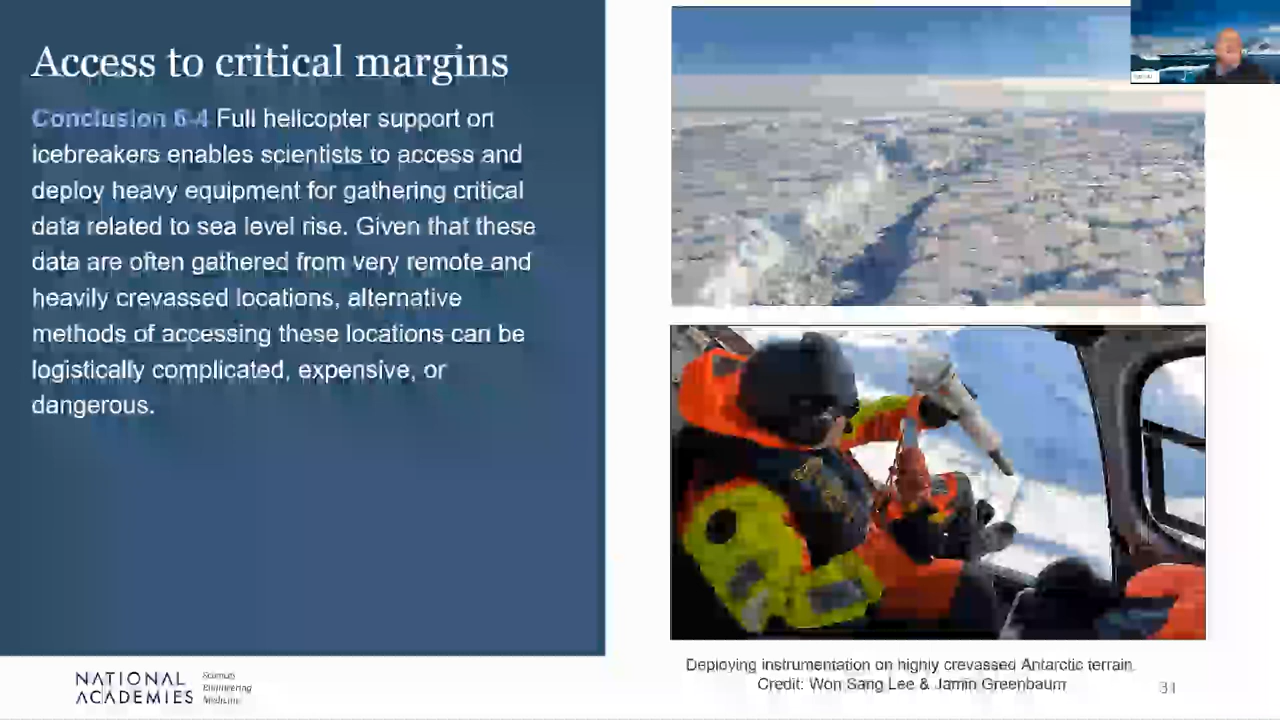 Access to critical margins
Conclusion 6-4 Full helicopter support on
icebreakers enables scientists to access and
deploy heavy equipment for gathering critical
data related to sea level rise. Given that these
data are often gathered from very remote and
heavily crevassed locations, alternative
methods of accessing these locations can be
logistically complicated, expensive, or
dangerous.
Deploying instrumentation on highly crevassed Antarctic terrain.
Credit: Won Sang Lee & Jamin Greenbaum
NATIONAL
ACADEMIES
Sciences
Engineering
Medicine
31